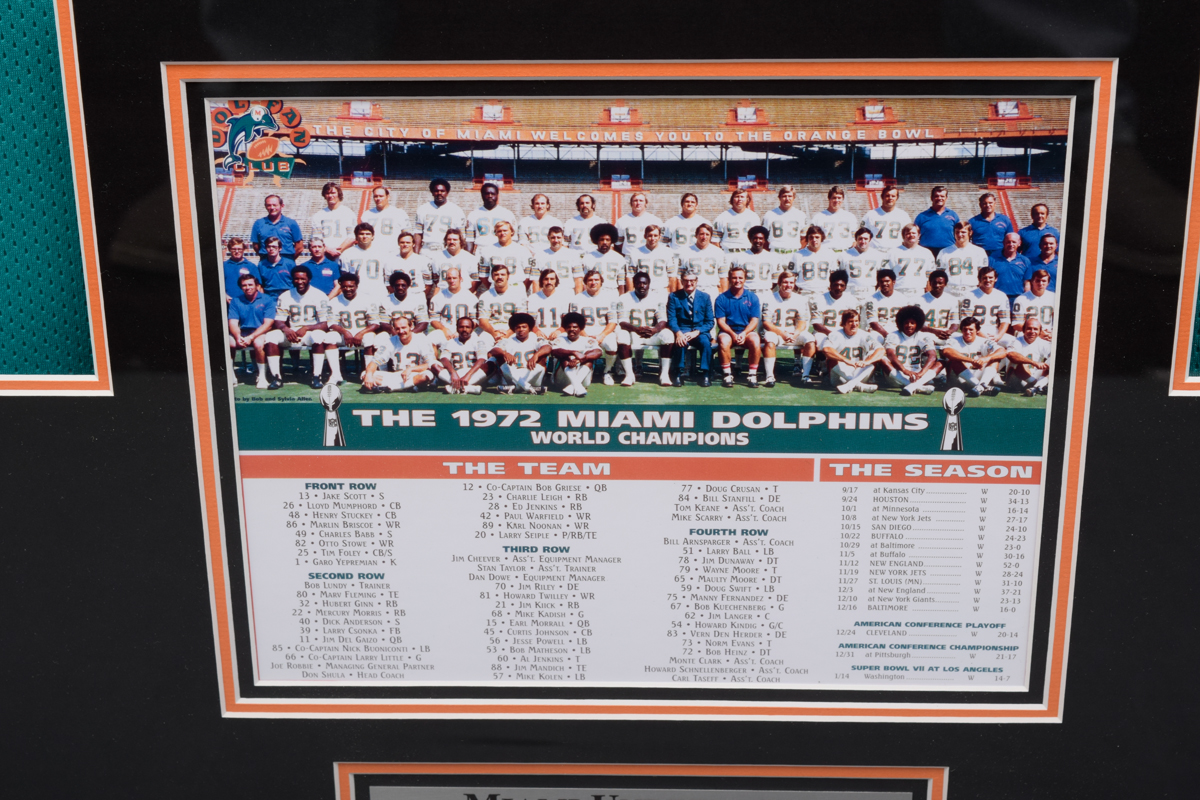 DOLFAN
CLUB
THE CITY OF MIAMI WELCOMES YOU TO THE ORANGE BOWL
by Bob and Sylvia Allen
THE 1972 MIAMI DOLPHINS
WORLD CHAMPIONS
THE TEAM
FRONT ROW
13 • JAKE SCOTT • S
26 • LLOYD MUMPHORD • CB
48 • HENRY STUCKEY • CB
86 • MARLIN BRISCOE • WR
49 • CHARLES BABB • S
82 • OTTO STOWE • WR
25 • TIM FOLEY • CB/S
1 • GARO YEPREMIAN • K
SECOND ROW
BOB LUNDY • TRAINER
80 • MARV FLEMING • TE
32 • HUBERT GINN • RB
22 • MERCURY MORRIS • RB
40 • DICK ANDERSON • S
39 • LARRY CSONKA • FB
11 • JIM DEL GAIZO • QB
85 • CO-CAPTAIN NICK BUONICONTI • LB
66 • CO-CAPTAIN LARRY LITTLE • G
JOE ROBBIE • MANAGING GENERAL PARTNER
DON SHULA • HEAD COACH
12 • CO-CAPTAIN BOB GRIESE • QB
23 • CHARLIE LEIGH • RB
28 • ED JENKINS • RB
42 • PAUL WARFIELD • WR
89 • KARL NOONAN • WR
20 • LARRY SEIPLE • P/RB/TE
THIRD ROW
JIM CHEEVER • ASS'T. EQUIPMENT MANAGER
STAN TAYLOR • ASS'T. TRAINER
DAN DOWE • EQUIPMENT MANAGER
70 • JIM RILEY • DE
81 • HOWARD TWILLEY • WR
21 • JIM KIICK • RB
68 • MIKE KADISH • G
15 • EARL MORRALL • QB
45 • CURTIS JOHNSON • CB
56 • JESSE POWELL • LB
53 • BOB MATHESON • LB
60 • AL JENKINS • T
88 • JIM MANDICH • TE
57 • MIKE KOLEN • LB
77 • DOUG CRUSAN • T
84 • BILL STANFILL • DE
TOM KEANE • ASS'T. COACH
MIKE SCARRY • ASS'T. COACH
FOURTH ROW
BILL ARNSPARGER • ASS'T. COACH
51 • LARRY BALL • LB
78 • JIM DUNAWAY • DT
79 • WAYNE MOORE • T
65 • MAULTY MOORE • DT
59 • DOUG SWIFT • LB
75 • MANNY FERNANDEZ • DE
67 • BOB KUECHENBERG • G
62 • JIM LANGER • C
54 • HOWARD KINDIG • G/C
83 • VERN DEN HERDER • DE
73 • NORM EVANS • T
72 • BOB HEINZ • DT
MONTE CLARK • ASS'T. COACH
HOWARD SCHNELLENBERGER • ASS'T. COACH
CARL TASEFF • ASS'T. COACH
THE SEASON
9/17 at Kansas City W 20-10
9/24 HOUSTON W 34-13
10/1 at Minnesota W 16-14
10/8 at New York Jets W 27-17
10/15 SAN DIEGO W 24-10
10/22 BUFFALO W 24-23
10/29 at Baltimore W 23-0
11/5 at Buffalo W 30-16
11/12 NEW ENGLAND W 52-0
11/19 NEW YORK JETS W 28-24
11/27 ST. LOUIS (MN) W 31-10
12/3 at New England W 37-21
12/10 at New York Giants W 23-13
12/16 BALTIMORE W 16-0
AMERICAN CONFERENCE PLAYOFF
12/24 CLEVELAND W 20-14
AMERICAN CONFERENCE CHAMPIONSHIP
12/31 at Pittsburgh W 21-17
SUPER BOWL VII AT LOS ANGELES
1/14 Washington W 14-7